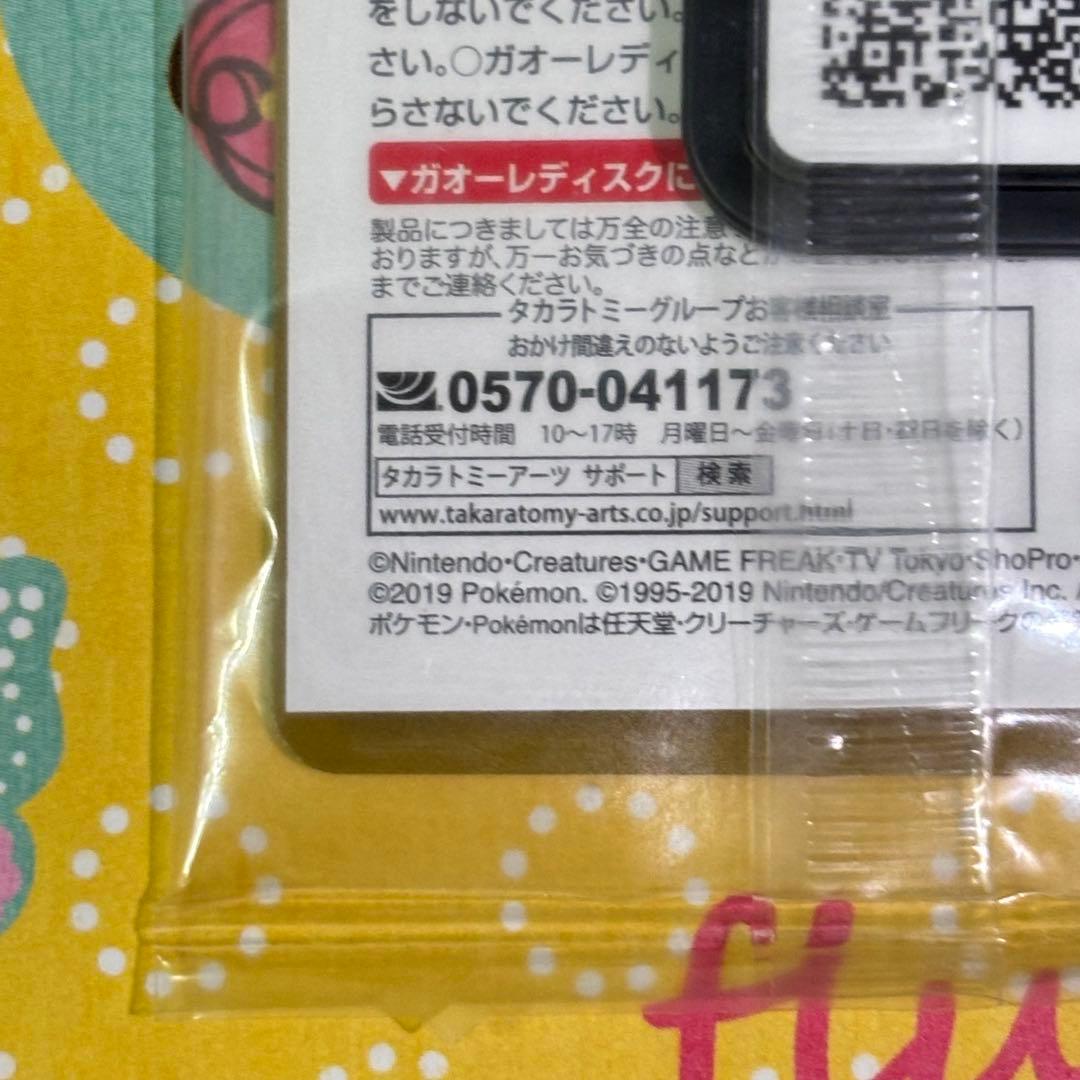 をしないでください。
さい。○ガオーレディ
らさないでください。
▼ガオーレディスクに
製品につきましては万全の注意
おりますが、万一お気づきの点など
までご連絡ください。
タカラトミーグループお客様相談室
おかけ間違えのないようご注意ください
0570-041173
電話受付時間 10〜17時 月曜日〜金曜日(土日・祝日を除く)
タカラトミーアーツ サポート 検索
www.takaratomy-arts.co.jp/support.html
©Nintendo・Creatures・GAME FREAK・TV Tokyo・ShoPro・
©2019 Pokémon. ©1995-2019 Nintendo/Creatures Inc.
ポケモン・Pokémonは任天堂・クリーチャーズ・ゲームフリークの